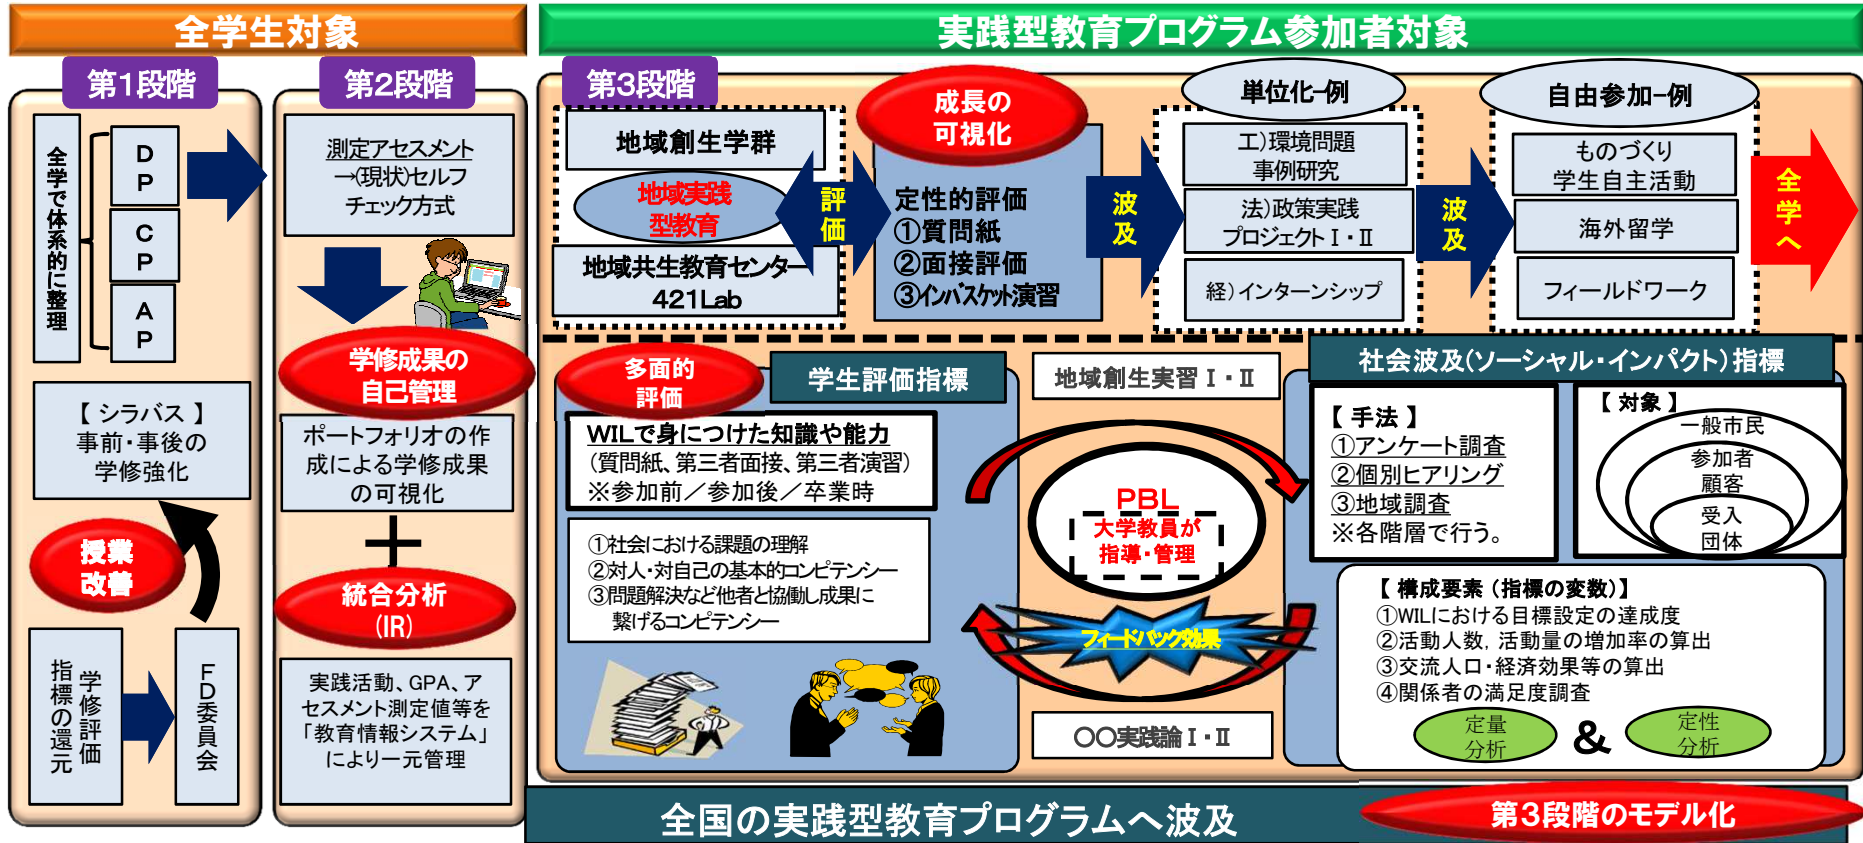 全学生対象
実践型教育プログラム参加者対象
第1段階
全学で体系的に整理
DP
CP
AP
【 シラバス 】
事前・事後の
学修強化
授業
改善
学修評価
指標の還元
FD委員会
第2段階
測定アセスメント
→(現状)セルフ
チェック方式
学修成果の
自己管理
ポートフォリオの作
成による学修成果
の可視化
＋
統合分析
(IR)
実践活動、GPA、ア
セスメント測定値等を
「教育情報システム」
により一元管理
第3段階
地域創生学群
地域実践
型教育
地域共生教育センター
421Lab
評価
成長の
可視化
定性的評価
①質問紙
②面接評価
③インバスケット演習
波及
単位化-例
工)環境問題
事例研究
法)政策実践
プロジェクトⅠ・Ⅱ
経)インターンシップ
波及
自由参加-例
ものづくり
学生自主活動
海外留学
フィールドワーク
全学へ
多面的
評価
学生評価指標
WILで身につけた知識や能力
(質問紙、第三者面接、第三者演習)
※参加前／参加後／卒業時
①社会における課題の理解
②対人・対自己の基本的コンピテンシー
③問題解決など他者と協働し成果に
繋げるコンピテンシー
地域創生実習Ⅰ・Ⅱ
PBL
大学教員が
指導・管理
フィードバック効果
〇〇実践論Ⅰ・Ⅱ
社会波及(ソーシャル・インパクト)指標
【 手法 】
①アンケート調査
②個別ヒアリング
③地域調査
※各階層で行う。
【 対象 】
一般市民
参加者
顧客
受入
団体
【 構成要素 (指標の変数)】
①WILにおける目標設定の達成度
②活動人数, 活動量の増加率の算出
③交流人口・経済効果等の算出
④関係者の満足度調査
定量
分析
&
定性
分析
全国の実践型教育プログラムへ波及
第3段階のモデル化